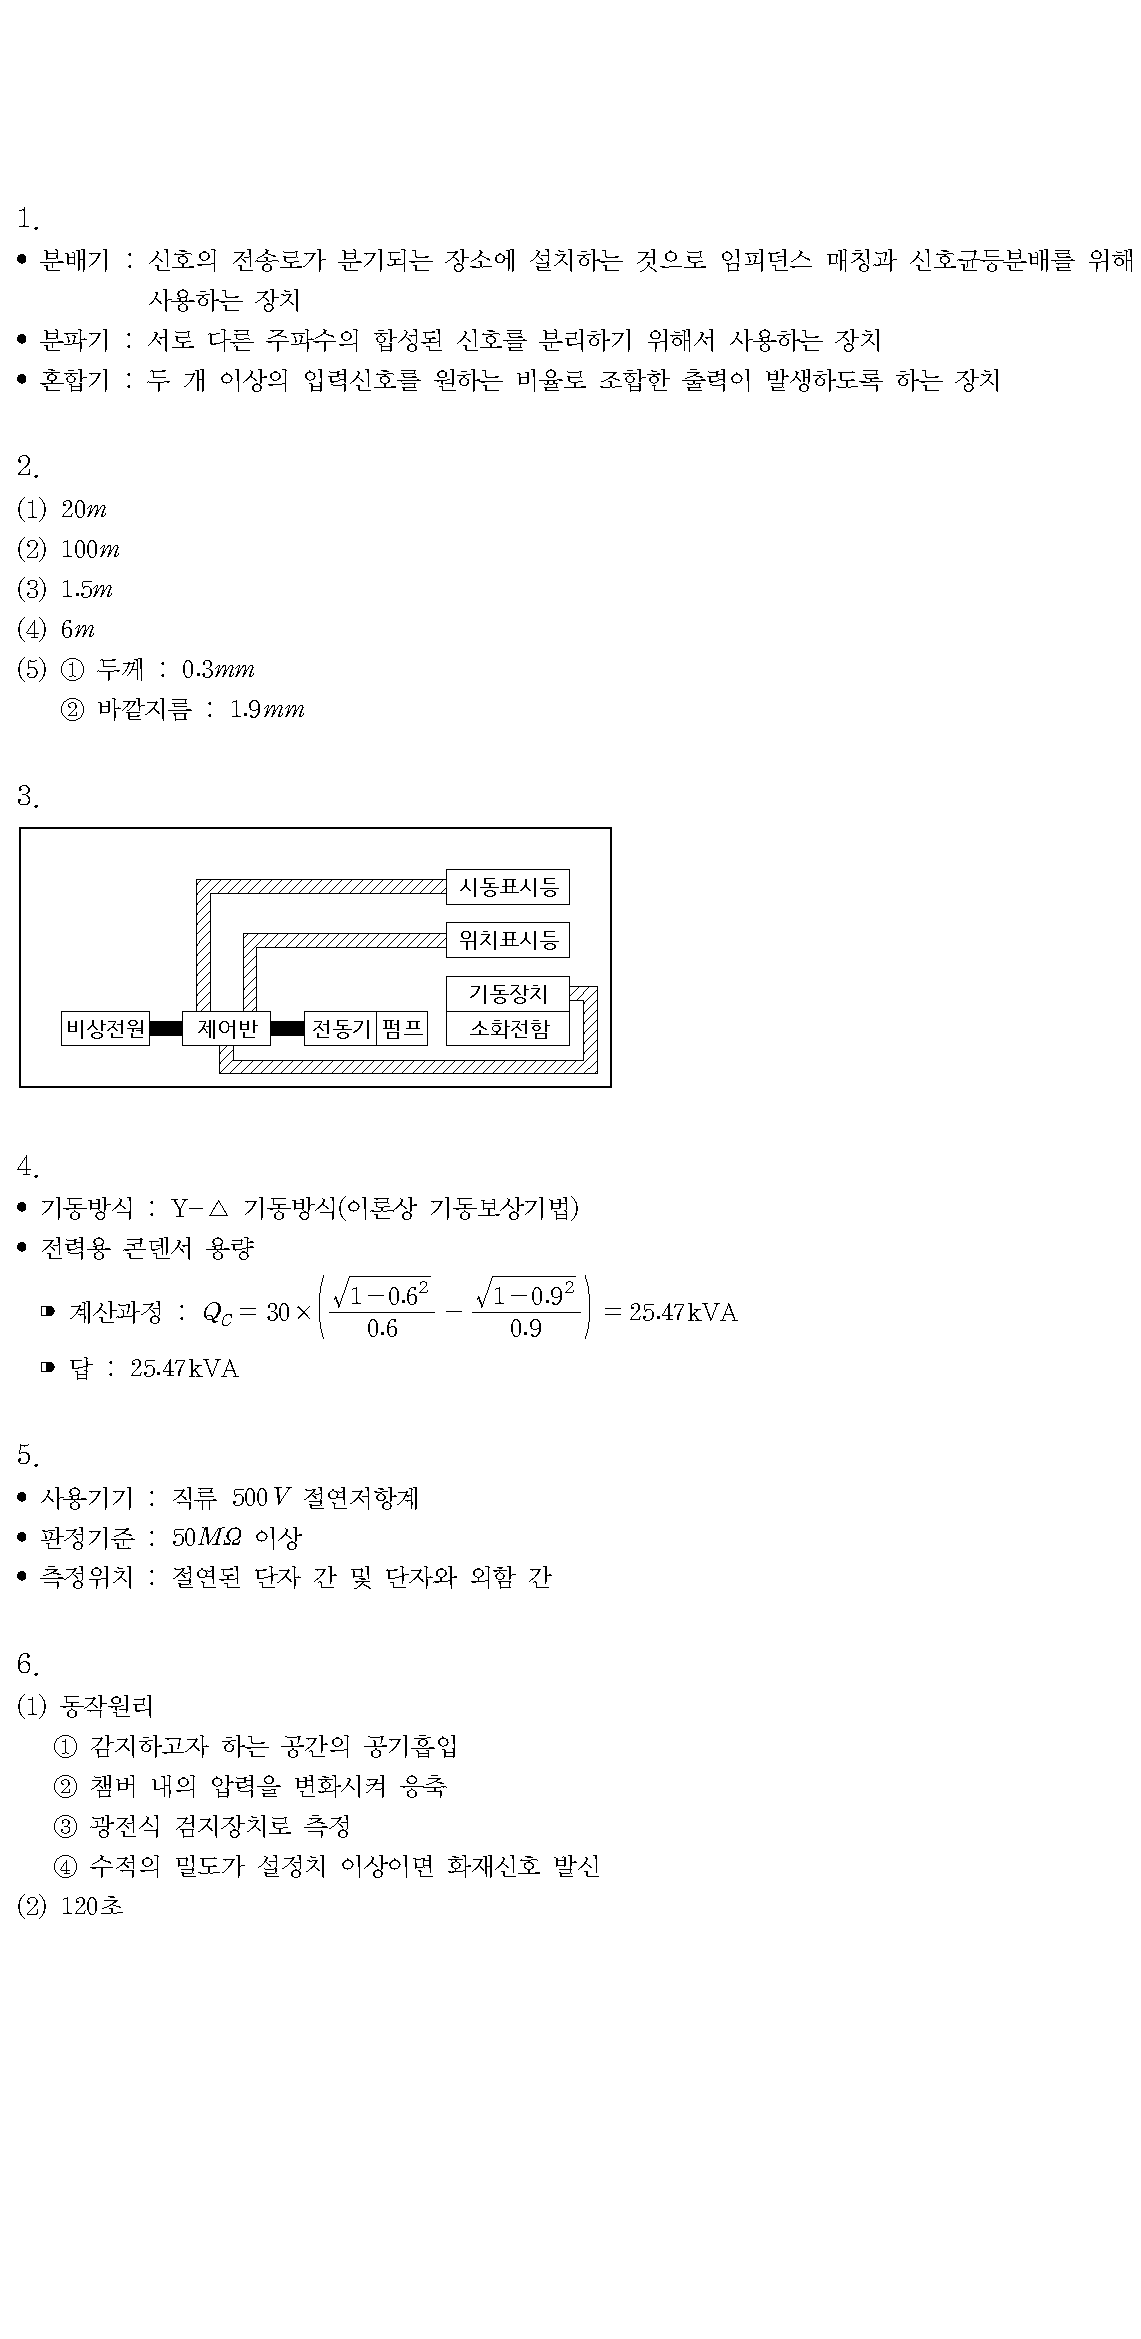 1.
● 분배기 : 신호의 전송로가 분기되는 장소에 설치하는 것으로 임피던스 매칭과 신호균등분배를 위해
사용하는 장치
● 분파기 : 서로 다른 주파수의 합성된 신호를 분리하기 위해서 사용하는 장치
● 혼합기 : 두 개 이상의 입력신호를 원하는 비율로 조합한 출력이 발생하도록 하는 장치
2.
(1) 20m
(2) 100m
(3) 1.5m
(4) 6m
(5) ① 두께 : 0.3mm
② 바깥지름 : 1.9mm
3.
시동표시등
위치표시등
기동장치
비상전원 제어반 전동기 펌프 소화전함
4.
● 기동방식 : Y-△ 기동방식(이론상 기동보상기법)
● 전력용 콘덴서 용량
➡ 계산과정 : Q_C = 30 × (√(1-0.6²)/0.6 - √(1-0.9²)/0.9) = 25.47kVA
➡ 답 : 25.47kVA
5.
● 사용기기 : 직류 500V 절연저항계
● 판정기준 : 50MΩ 이상
● 측정위치 : 절연된 단자 간 및 단자와 외함 간
6.
(1) 동작원리
① 감지하고자 하는 공간의 공기흡입
② 챔버 내의 압력을 변화시켜 응축
③ 광전식 검지장치로 측정
④ 수적의 밀도가 설정치 이상이면 화재신호 발신
(2) 120초